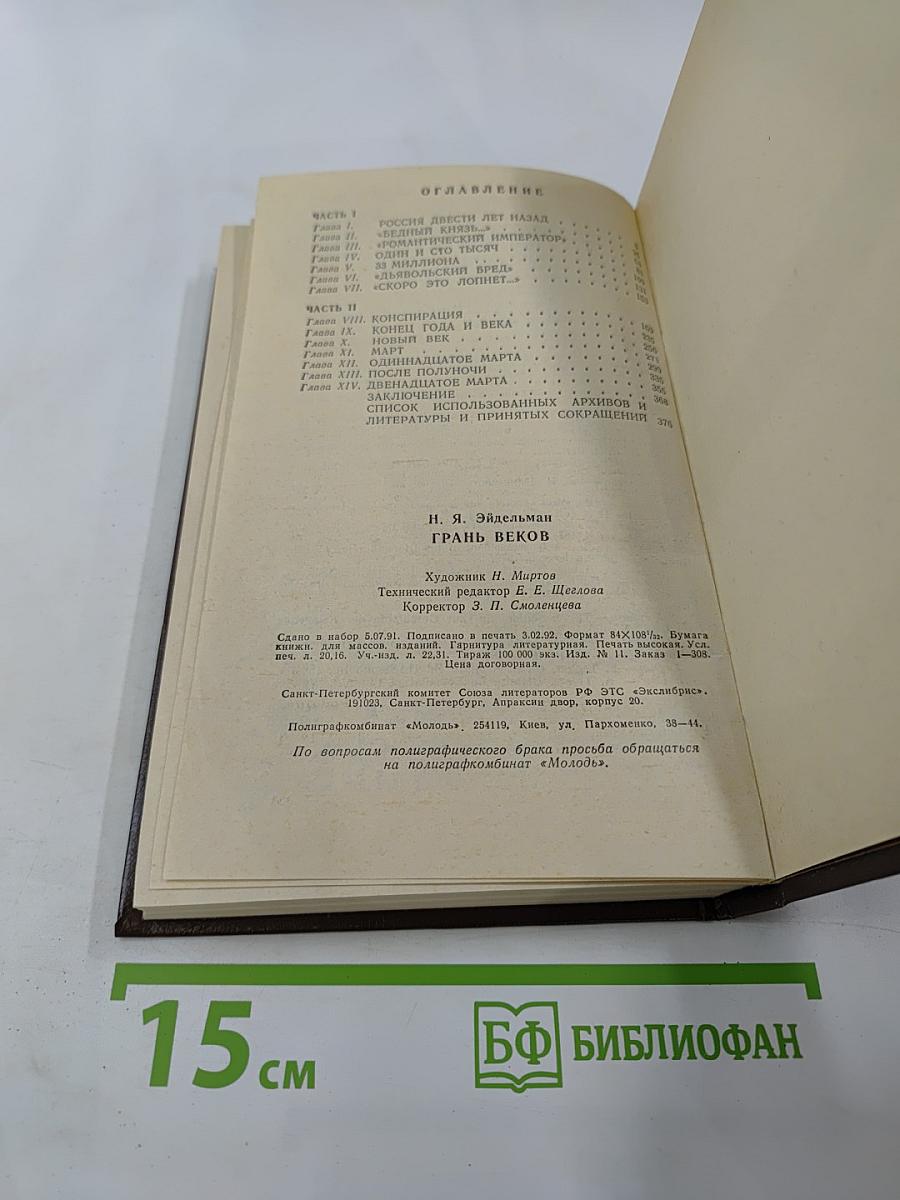 ОГЛАВЛЕНИЕ
ЧАСТЬ I
Глава I. РОССИЯ ДВЕСТИ ЛЕТ НАЗАД
Глава II. «БЕДНЫЙ КНЯЗЬ...»
Глава III. «РОМАНТИЧЕСКИЙ ИМПЕРАТОР»
Глава IV. ОДИН И СТО ТЫСЯЧ
Глава V. 33 МИЛЛИОНА
Глава VI. «ДЬЯВОЛЬСКИЙ ВРЕД»
Глава VII. «СКОРО ЭТО ЛОПНЕТ...»
ЧАСТЬ II
Глава VIII. КОНСПИРАЦИЯ
Глава IX. КОНЕЦ ГОДА И ВЕКА
Глава X. НОВЫЙ ВЕК
Глава XI. МАРТ
Глава XII. ОДИННАДЦАТОЕ МАРТА
Глава XIII. ПОСЛЕ ПОЛУНОЧИ
Глава XIV. ДВЕНАДЦАТОЕ МАРТА
ЗАКЛЮЧЕНИЕ
СПИСОК ИСПОЛЬЗОВАННЫХ АРХИВОВ И
ЛИТЕРАТУРЫ И ПРИНЯТЫХ СОКРАЩЕНИЙ 376
Н. Я. Эйдельман
ГРАНЬ ВЕКОВ
Художник Н. Миртов
Технический редактор Е. Е. Щеглова
Корректор З. П. Смоленцева
Сдано в набор 5.07.91. Подписано в печать 3.02.92. Формат 84×108¹/₃₂. Бумага
книжн. для массов. изданий. Гарнитура литературная. Печать высокая. Усл.
печ. л. 20,16. Уч.-изд. л. 22,31. Тираж 100 000 экз. Изд. № 11. Заказ 1—308.
Цена договорная.
Санкт-Петербургский комитет Союза литераторов РФ ЭТС «Экслибрис».
191023, Санкт-Петербург, Апраксин двор, корпус 20.
Полиграфкомбинат «Молодь». 254119, Киев, ул. Пархоменко, 38—44.
По вопросам полиграфического брака просьба обращаться
на полиграфкомбинат «Молодь».
15 см
БФ БИБЛИОФАН